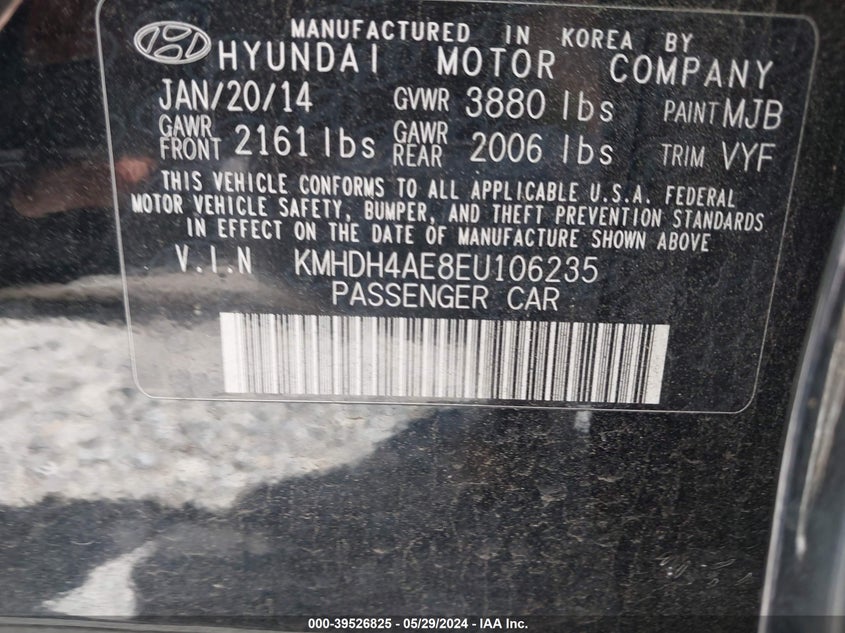 MANUFACTURED IN KOREA BY
HYUNDAI MOTOR COMPANY
JAN/20/14 GVWR 3880 lbs PAINT MJB
GAWR FRONT 2161 lbs GAWR REAR 2006 lbs TRIM VYF
THIS VEHICLE CONFORMS TO ALL APPLICABLE U.S.A. FEDERAL
MOTOR VEHICLE SAFETY, BUMPER, AND THEFT PREVENTION STANDARDS
IN EFFECT ON THE DATE OF MANUFACTURE SHOWN ABOVE
V.I.N KMHDH4AE8EU106235
PASSENGER CAR
000-39526825 - 05/29/2024 - IAA Inc.